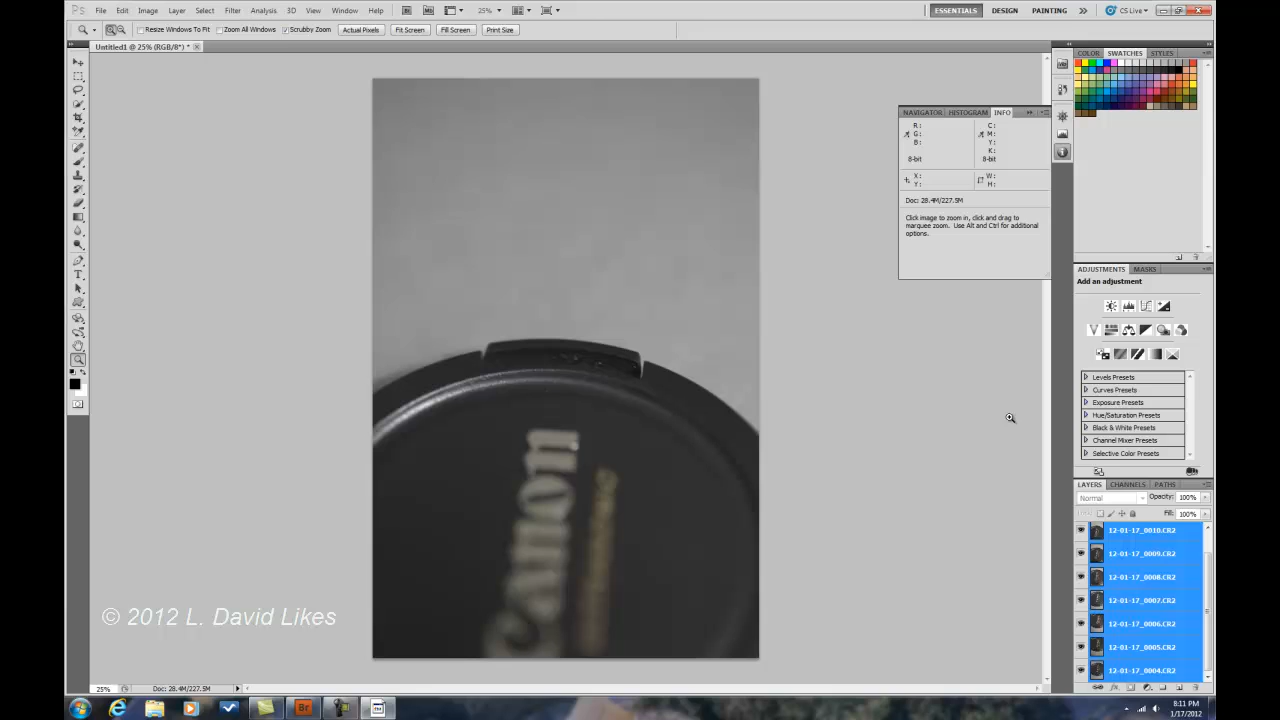 Ps File Edit Image Layer Select Filter Analysis 3D View Window Help Br Mb 25% ESSENTIALS DESIGN PAINTING CS Live
Resize Windows To Fit Zoom All Windows Scrubby Zoom Actual Pixels Fit Screen Fill Screen Print Size
Untitled1 @ 25% (RGB/8*) *
COLOR SWATCHES STYLES
NAVIGATOR HISTOGRAM INFO
R:
G:
B:
8-bit
C:
M:
Y:
K:
8-bit
X:
Y:
W:
H:
Doc: 28.4M/227.5M
Click image to zoom in, click and drag to
marquee zoom. Use Alt and Ctrl for additional
options.
ADJUSTMENTS MASKS
Add an adjustment
Levels Presets
Curves Presets
Exposure Presets
Hue/Saturation Presets
Black & White Presets
Channel Mixer Presets
Selective Color Presets
LAYERS CHANNELS PATHS
Normal Opacity: 100%
Fill: 100%
12-01-17_0010.CR2
12-01-17_0009.CR2
12-01-17_0008.CR2
12-01-17_0007.CR2
12-01-17_0006.CR2
12-01-17_0005.CR2
12-01-17_0004.CR2
Canon
© 2012 L. David Likes
25% Doc: 28.4M/227.5M
Br
8:11 PM
1/17/2012